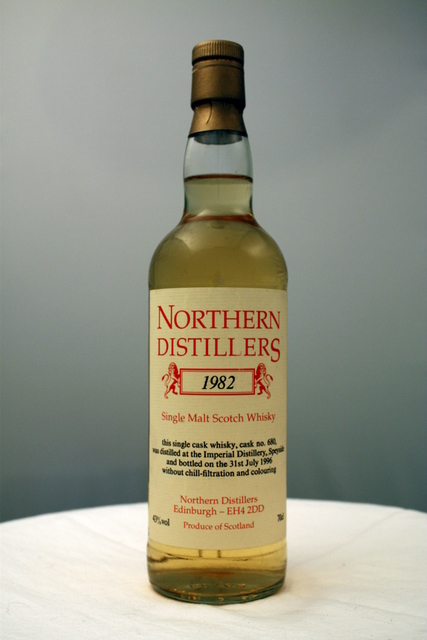 NORTHERN
DISTILLERS
1982
Single Malt Scotch Whisky
this single cask whisky, cask no. 680,
was distilled at the Imperial Distillery, Speyside
and bottled on the 31st July 1996
without chill-filtration and colouring
Northern Distillers
Edinburgh – EH4 2DD
43%vol 70cl
Produce of Scotland